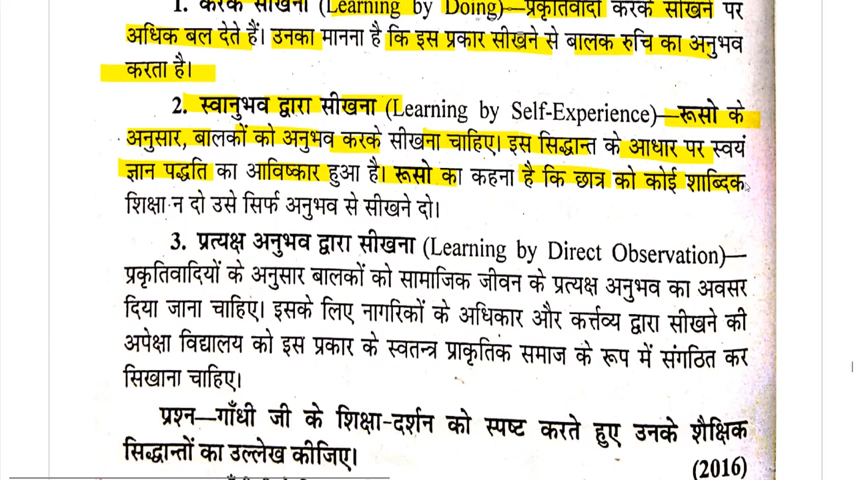 1. करके सीखना (Learning by Doing)—प्रकृतिवादी करके सीखने पर
अधिक बल देते हैं। उनका मानना है कि इस प्रकार सीखने से बालक रुचि का अनुभव
करता है।
2. स्वानुभव द्वारा सीखना (Learning by Self-Experience)—रूसो के
अनुसार, बालकों को अनुभव करके सीखना चाहिए। इस सिद्धान्त के आधार पर स्वयं
ज्ञान पद्धति का आविष्कार हुआ है। रूसो का कहना है कि छात्र को कोई शाब्दिक
शिक्षा न दो उसे सिर्फ अनुभव से सीखने दो।
3. प्रत्यक्ष अनुभव द्वारा सीखना (Learning by Direct Observation)—
प्रकृतिवादियों के अनुसार बालकों को सामाजिक जीवन के प्रत्यक्ष अनुभव का अवसर
दिया जाना चाहिए। इसके लिए नागरिकों के अधिकार और कर्त्तव्य द्वारा सीखने की
अपेक्षा विद्यालय को इस प्रकार के स्वतन्त्र प्राकृतिक समाज के रूप में संगठित कर
सिखाना चाहिए।
प्रश्न—गाँधी जी के शिक्षा-दर्शन को स्पष्ट करते हुए उनके शैक्षिक
सिद्धान्तों का उल्लेख कीजिए।
(2016)